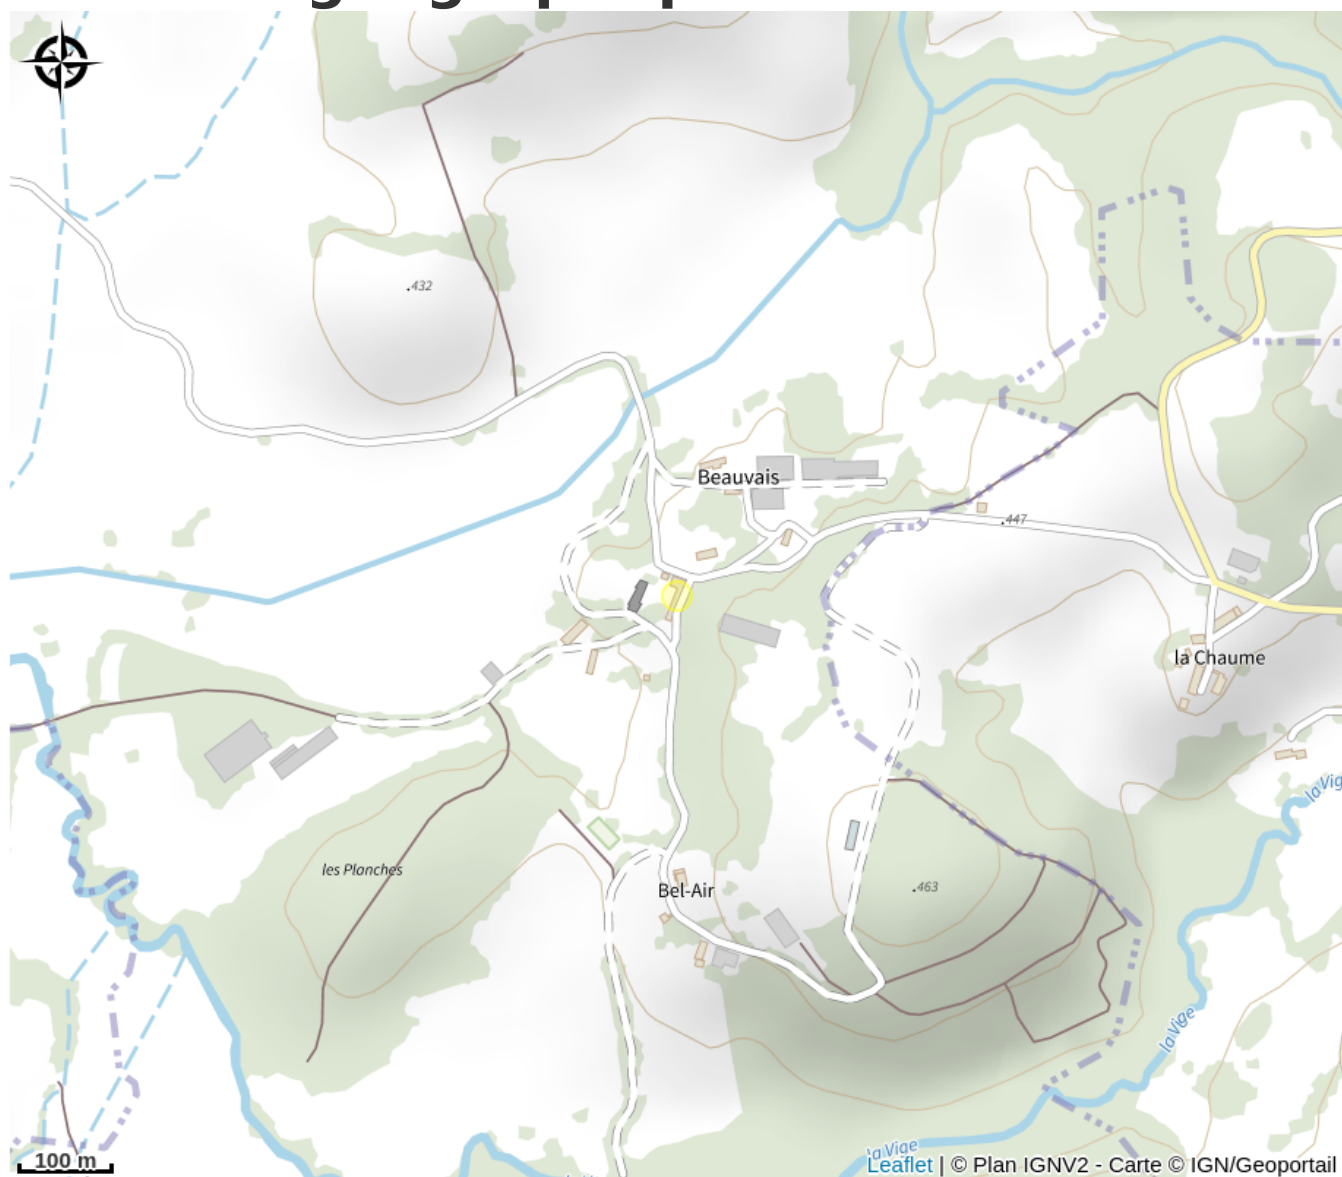 .432
Beauvais
.447
la Chaume
la Vig
les Planches
Bel-Air
.463
la Vige
la Vige
100 m
Leaflet | © Plan IGNV2 - Carte © IGN/Geoportail